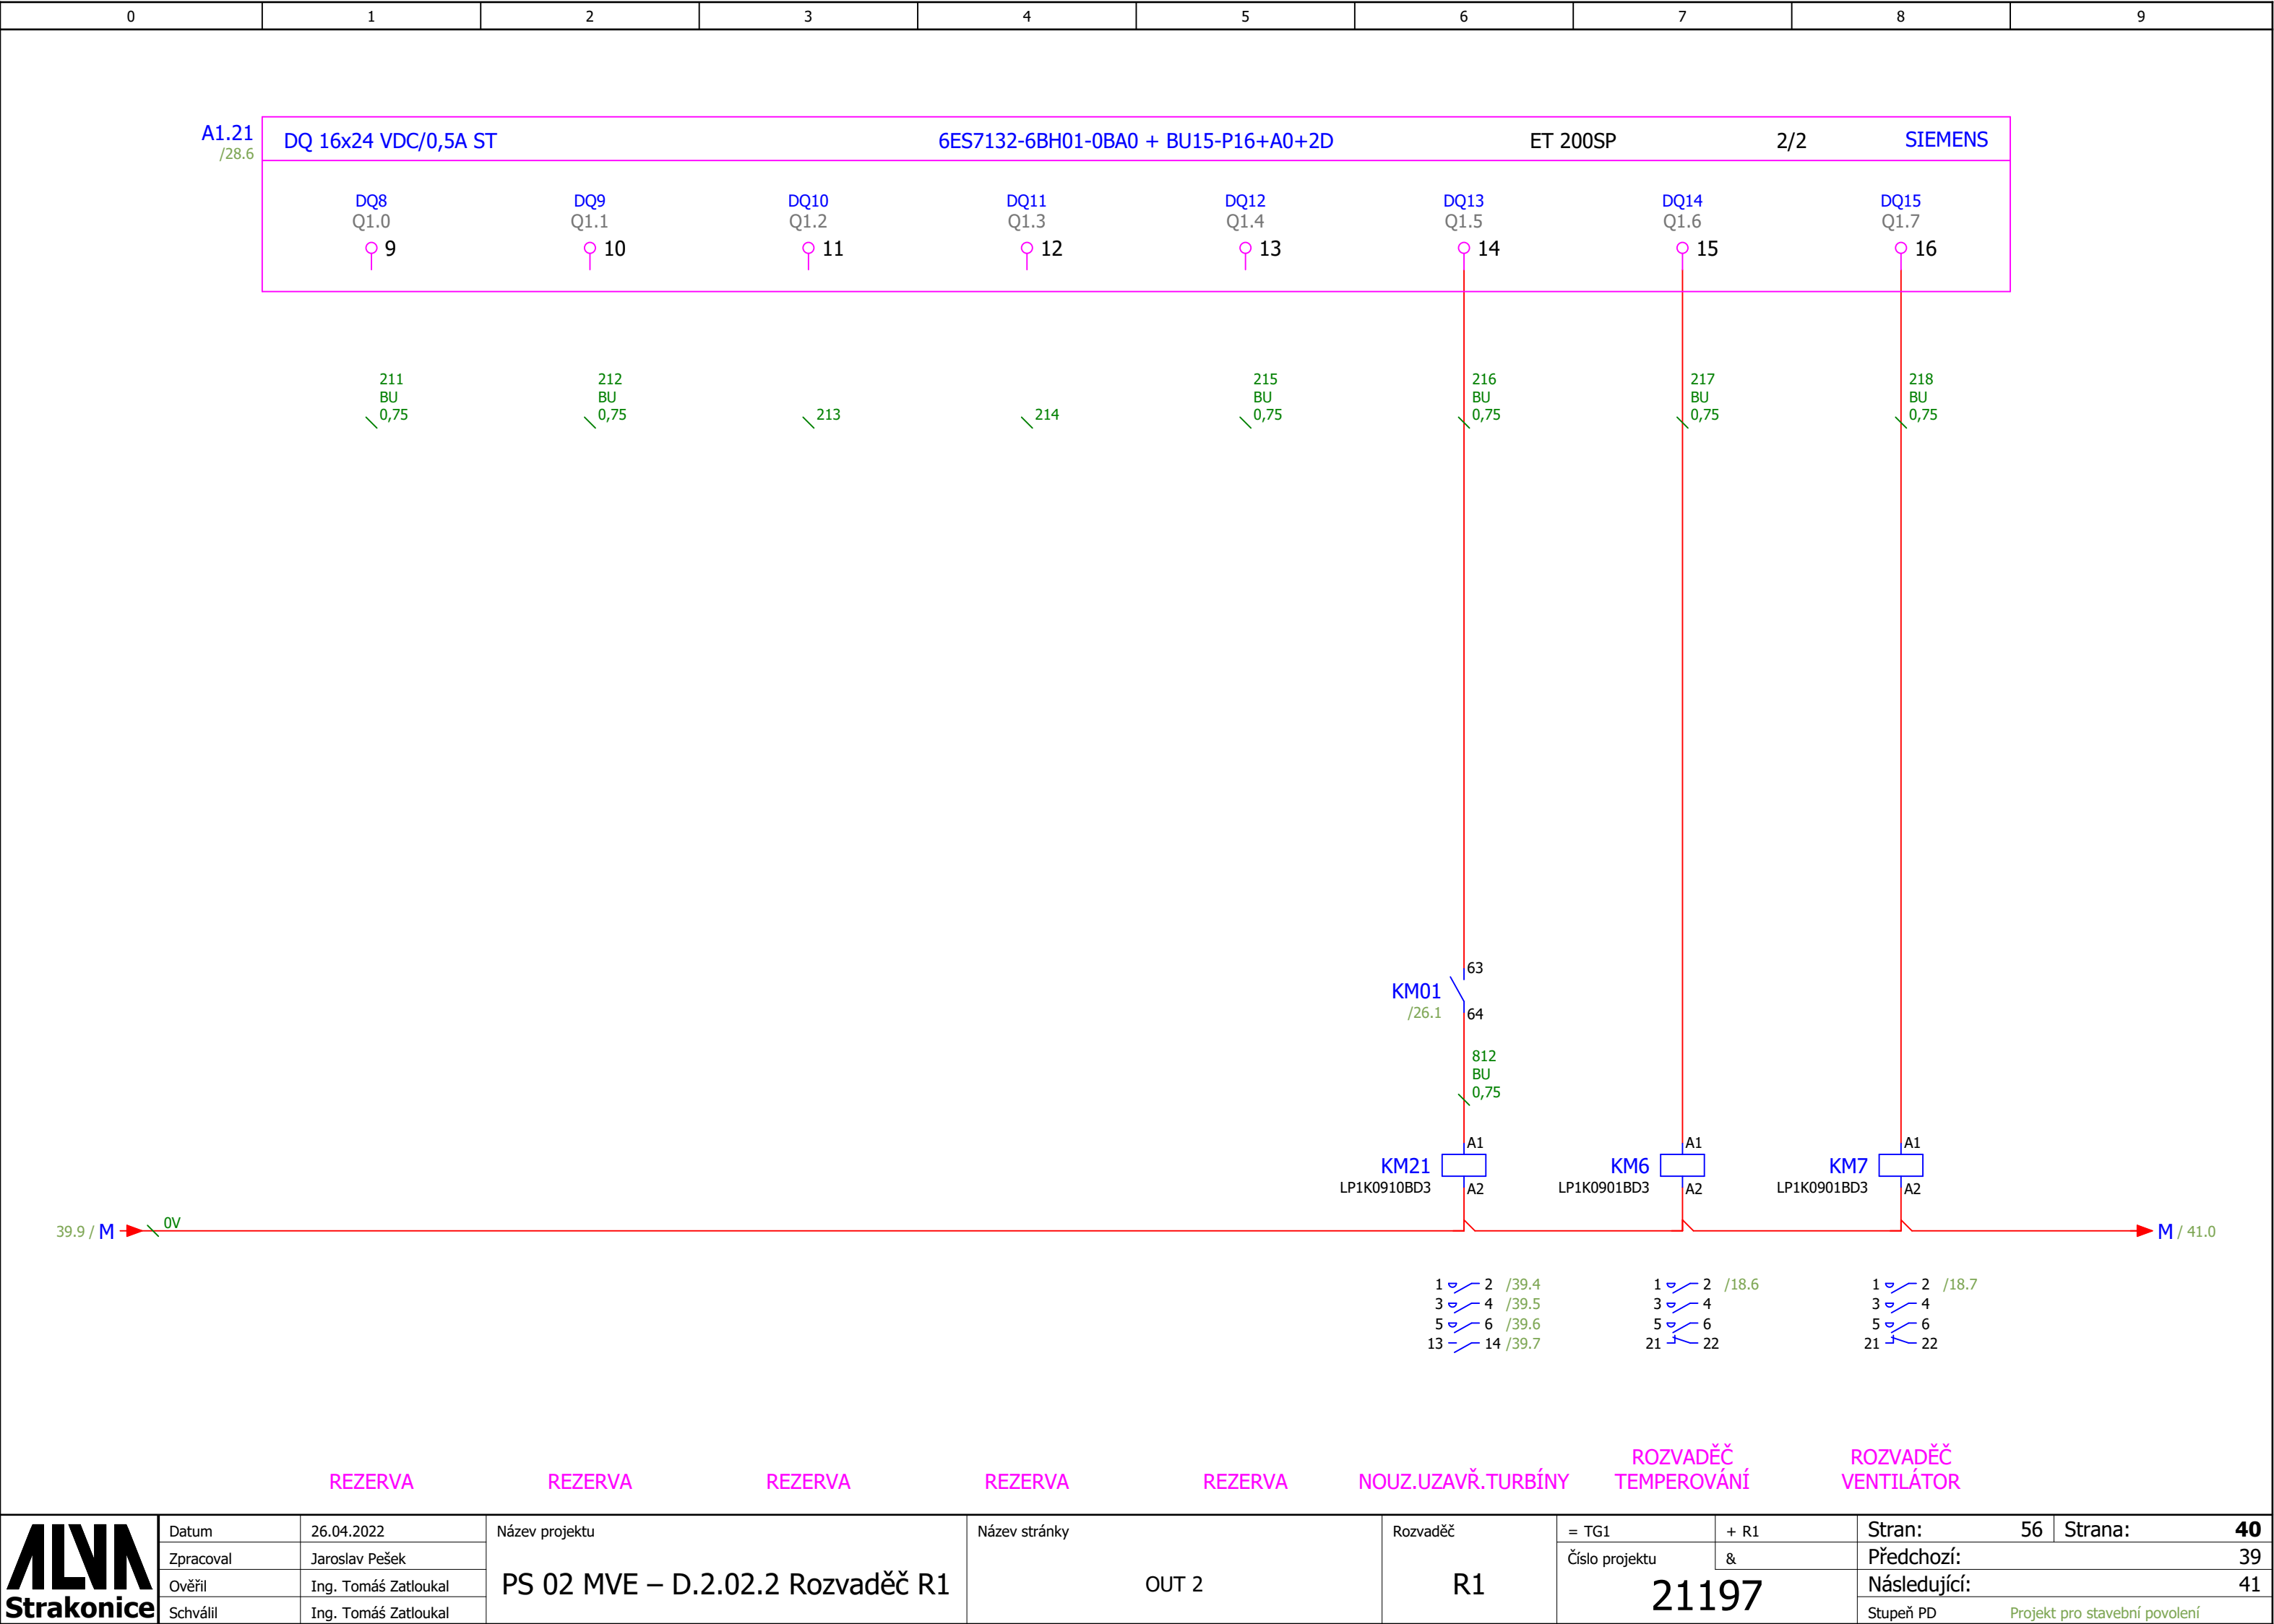 0 1 2 3 4 5 6 7 8 9
A1.21
/28.6
DQ 16x24 VDC/0,5A ST 6ES7132-6BH01-0BA0 + BU15-P16+A0+2D ET 200SP 2/2 SIEMENS
DQ8 DQ9 DQ10 DQ11 DQ12 DQ13 DQ14 DQ15
Q1.0 Q1.1 Q1.2 Q1.3 Q1.4 Q1.5 Q1.6 Q1.7
9 10 11 12 13 14 15 16
211 212 215 216 217 218
BU BU BU BU BU BU
0,75 0,75 213 214 0,75 0,75 0,75 0,75
63
KM01
/26.1 64
812
BU
0,75
A1 A1 A1
KM21 KM6 KM7
LP1K0910BD3 A2 LP1K0901BD3 A2 LP1K0901BD3 A2
39.9 / M 0V M / 41.0
1 2 /39.4 1 2 /18.6 1 2 /18.7
3 4 /39.5 3 4 3 4
5 6 /39.6 5 6 5 6
13 14 /39.7 21 22 21 22
ROZVADĚČ ROZVADĚČ
REZERVA REZERVA REZERVA REZERVA REZERVA NOUZ.UZAVŘ.TURBÍNY TEMPEROVÁNÍ VENTILÁTOR
ALVA
Strakonice
Datum 26.04.2022
Zpracoval Jaroslav Pešek
Ověřil Ing. Tomáš Zatloukal
Schválil Ing. Tomáš Zatloukal
Název projektu
PS 02 MVE – D.2.02.2 Rozvaděč R1
Název stránky
OUT 2
Rozvaděč
R1
= TG1 + R1
Číslo projektu &
21197
Stran: 56 Strana: 40
Předchozí: 39
Následující: 41
Stupeň PD Projekt pro stavební povolení